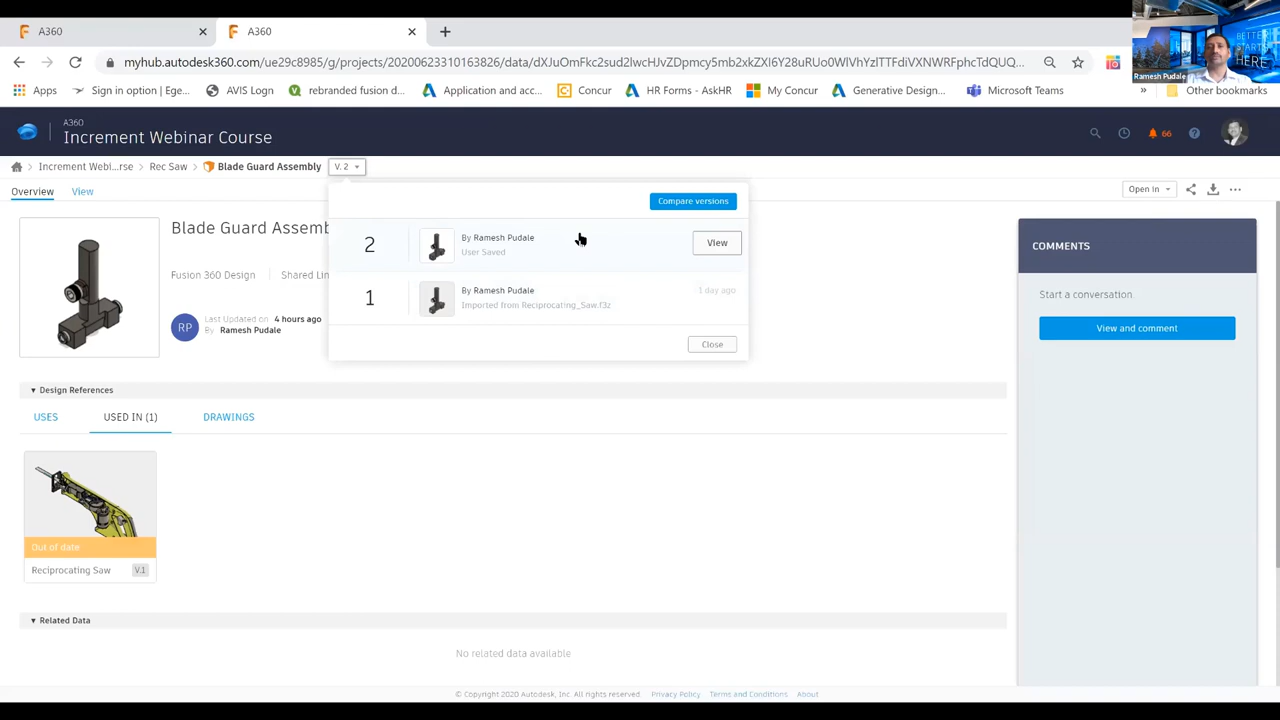 A360
A360
myhub.autodesk360.com/ue29c8985/g/projects/20200623310163826/data/dXJuOmFkc2sud2lwcHJvZDpmcy5mb2xkZXI6Y28uRUo0WlVhYzlTTFdiVXNWRFphcTdtQU...
Apps
Sign in option | Ege...
AVIS Logn
rebranded fusion d...
Application and acc...
Concur
HR Forms - AskHR
My Concur
Generative Design...
Microsoft Teams
»
Other bookmarks
BETTER
STARTS
HERE
Ramesh Pudale
A360
Increment Webinar Course
66
Increment Webi...rse
Rec Saw
Blade Guard Assembly
V. 2
Overview
View
Open in
Compare versions
Blade Guard Assemb
Fusion 360 Design
Shared Lin
RP
Last Updated on 4 hours ago
By Ramesh Pudale
2
By Ramesh Pudale
User Saved
View
1
By Ramesh Pudale
Imported from Reciprocating_Saw.f3z
1 day ago
Close
COMMENTS
Start a conversation
View and comment
Design References
USES
USED IN (1)
DRAWINGS
Out of date
Reciprocating Saw
V.1
Related Data
No related data available
© Copyright 2020 Autodesk, Inc. All rights reserved.
Privacy Policy
Terms and Conditions
About